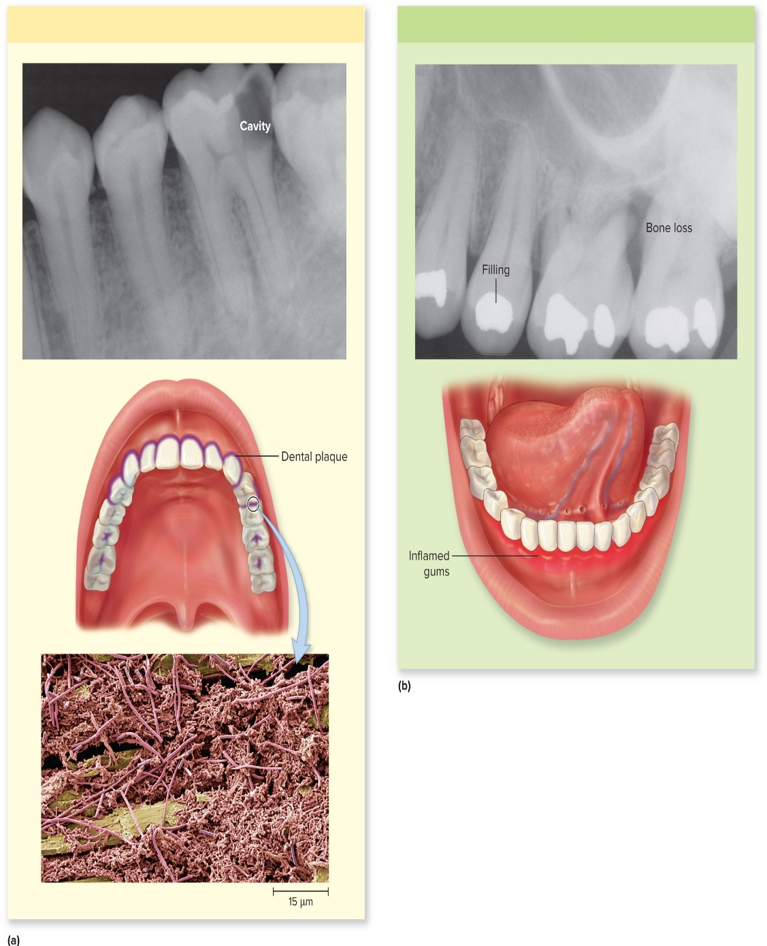 Cavity
Dental plaque
15 µm
(a)
Bone loss
Filling
Inflamed
gums
(b)